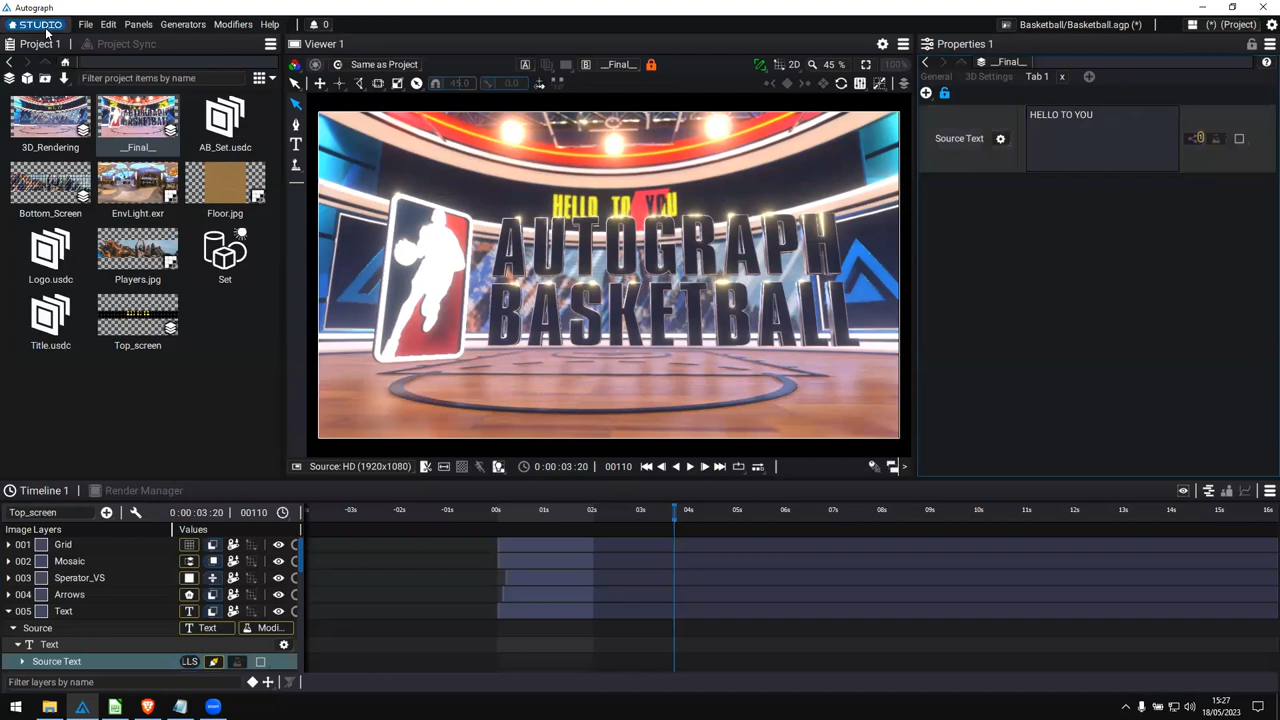 Autograph
STUDIO File Edit Panels Generators Modifiers Help 0 Basketball/Basketball.agp (*) (*) (Project)
Project 1 Project Sync
Viewer 1
Properties 1
Filter project items by name
Same as Project A B __Final__ 2D 45 % 100%
45.0 0.0
__Final__
General 3D Settings Tab 1 x
Source Text HELLO TO YOU
3D_Rendering __Final__ AB_Set.usdc
Bottom_Screen EnvLight.exr Floor.jpg
Logo.usdc Players.jpg Set
Title.usdc Top_screen
HELLO TO YOU
AUTOGRAPH
BASKETBALL
Source: HD (1920x1080) 0:00:03:20 00110
Timeline 1 Render Manager
Top_screen 0:00:03:20 00110
-03s -02s -01s 00s 01s 02s 03s 04s 05s 06s 07s 08s 09s 10s 11s 12s 13s 14s 15s 16s
Image Layers Values
001 Grid
002 Mosaic
003 Sperator_VS
004 Arrows
005 Text
Source T Text Modi...
T Text
Source Text LLS
Filter layers by name
15:27
18/05/2023